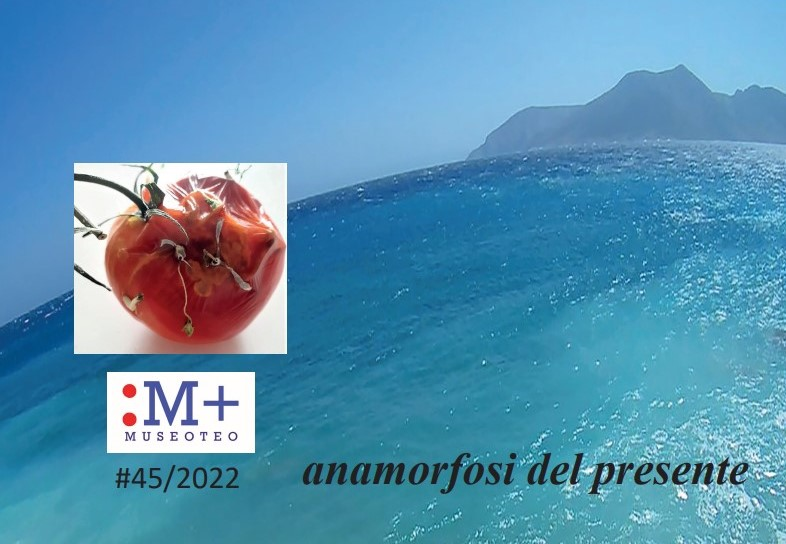 :M+
MUSEOTEO
#45/2022
anamorfosi del presente